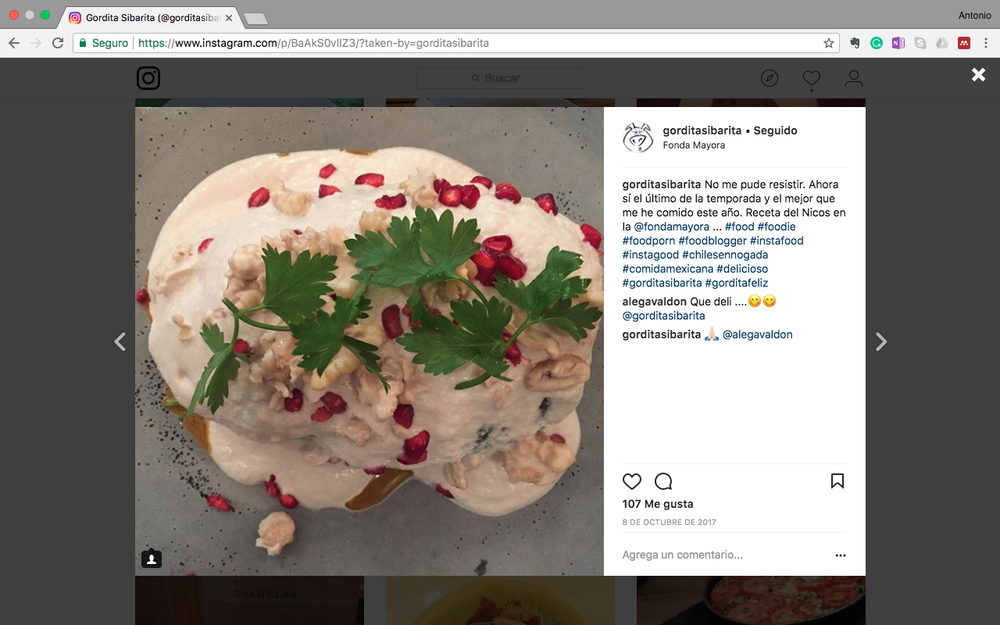 Gordita Sibarita (@gorditasiba
Antonio
Seguro
https://www.instagram.com/p/BaAkS0vlIZ3/?taken-by=gorditasibarita
Buscar
gorditasibarita • Seguido
Fonda Mayora
gorditasibarita No me pude resistir. Ahora
sí el último de la temporada y el mejor que
me he comido este año. Receta del Nicos en
la @fondamayora ... #food #foodie
#foodporn #foodblogger #instafood
#instagood #chilesennogada
#comidamexicana #delicioso
#gorditasibarita #gorditafeliz
alegavaldon Que deli ....😋😋
@gorditasibarita
gorditasibarita 🙏🏻 @alegavaldon
107 Me gusta
8 DE OCTUBRE DE 2017
Agrega un comentario...
CHANCLAS